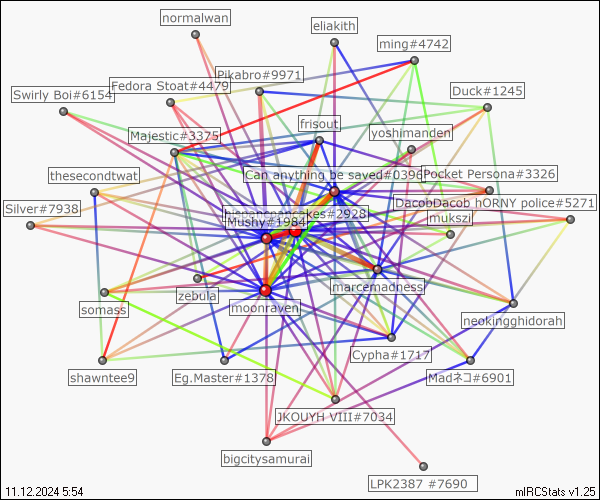 normalwan
eliakith
ming#4742
Pikabro#9971
Fedora Stoat#4479
Swirly Boi#6154
Duck#1245
frisout
yoshimanden
Majestic#3375
thesecondtwat
Can anything be saved#0396
Pocket Persona#3326
Silver#7938
DacobDacob hORNY police#5271
Mushy#1984
mukszi
zebula
marcemadness
somass
moonraven
neokingghidorah
Cypha#1717
shawntee9
Eg.Master#1378
Madネコ#6901
JKOUYH VIII#7034
bigcitysamurai
LPK2387 #7690
11.12.2024 5:54
mIRCStats v1.25